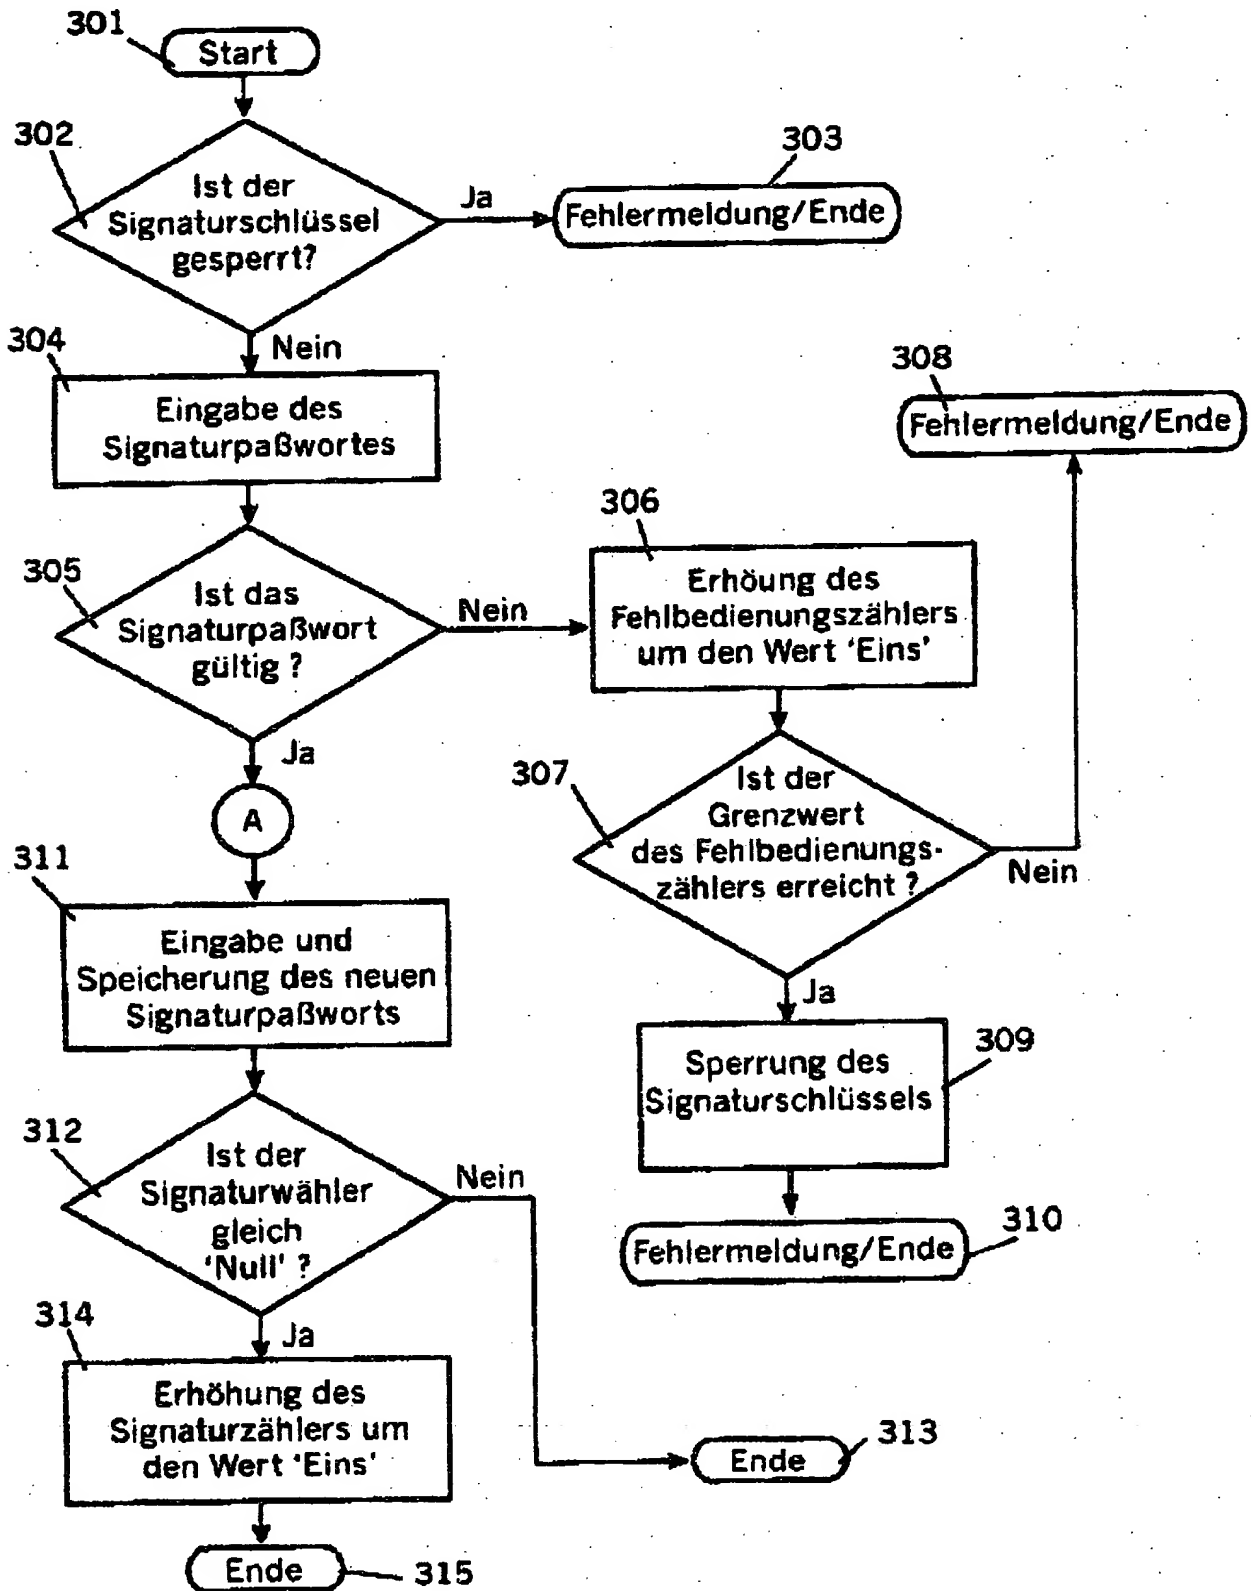 301
Start
302
Ist der
Signaturschlüssel
gesperrt?
Ja
303
Fehlermeldung/Ende
Nein
304
Eingabe des
Signaturpaßwortes
305
Ist das
Signaturpaßwort
gültig ?
Nein
306
Erhöung des
Fehlbedienungszählers
um den Wert 'Eins'
307
Ist der
Grenzwert
des Fehlbedienungs-
zählers erreicht ?
Nein
308
Fehlermeldung/Ende
Ja
309
Sperrung des
Signaturschlüssels
Fehlermeldung/Ende
310
Ja
A
311
Eingabe und
Speicherung des neuen
Signaturpaßworts
312
Ist der
Signaturwähler
gleich
'Null' ?
Nein
313
Ende
Ja
314
Erhöhung des
Signaturzählers um
den Wert 'Eins'
Ende
315